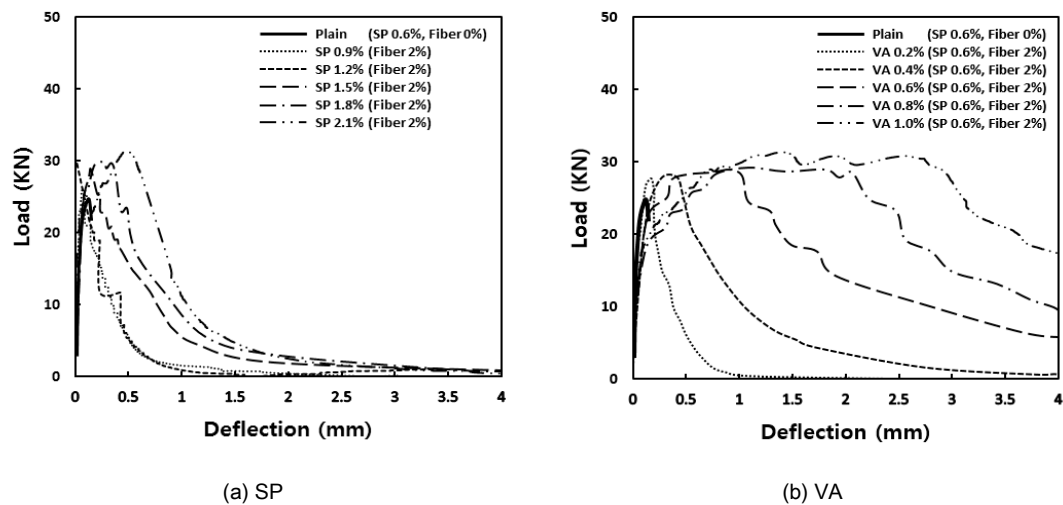 50
40
30
20
10
0
Load (KN)
Plain (SP 0.6%, Fiber 0%)
SP 0.9% (Fiber 2%)
SP 1.2% (Fiber 2%)
SP 1.5% (Fiber 2%)
SP 1.8% (Fiber 2%)
SP 2.1% (Fiber 2%)
0 0.5 1 1.5 2 2.5 3 3.5 4
Deflection (mm)
(a) SP
50
40
30
20
10
0
Load (KN)
Plain (SP 0.6%, Fiber 0%)
VA 0.2% (SP 0.6%, Fiber 2%)
VA 0.4% (SP 0.6%, Fiber 2%)
VA 0.6% (SP 0.6%, Fiber 2%)
VA 0.8% (SP 0.6%, Fiber 2%)
VA 1.0% (SP 0.6%, Fiber 2%)
0 0.5 1 1.5 2 2.5 3 3.5 4
Deflection (mm)
(b) VA